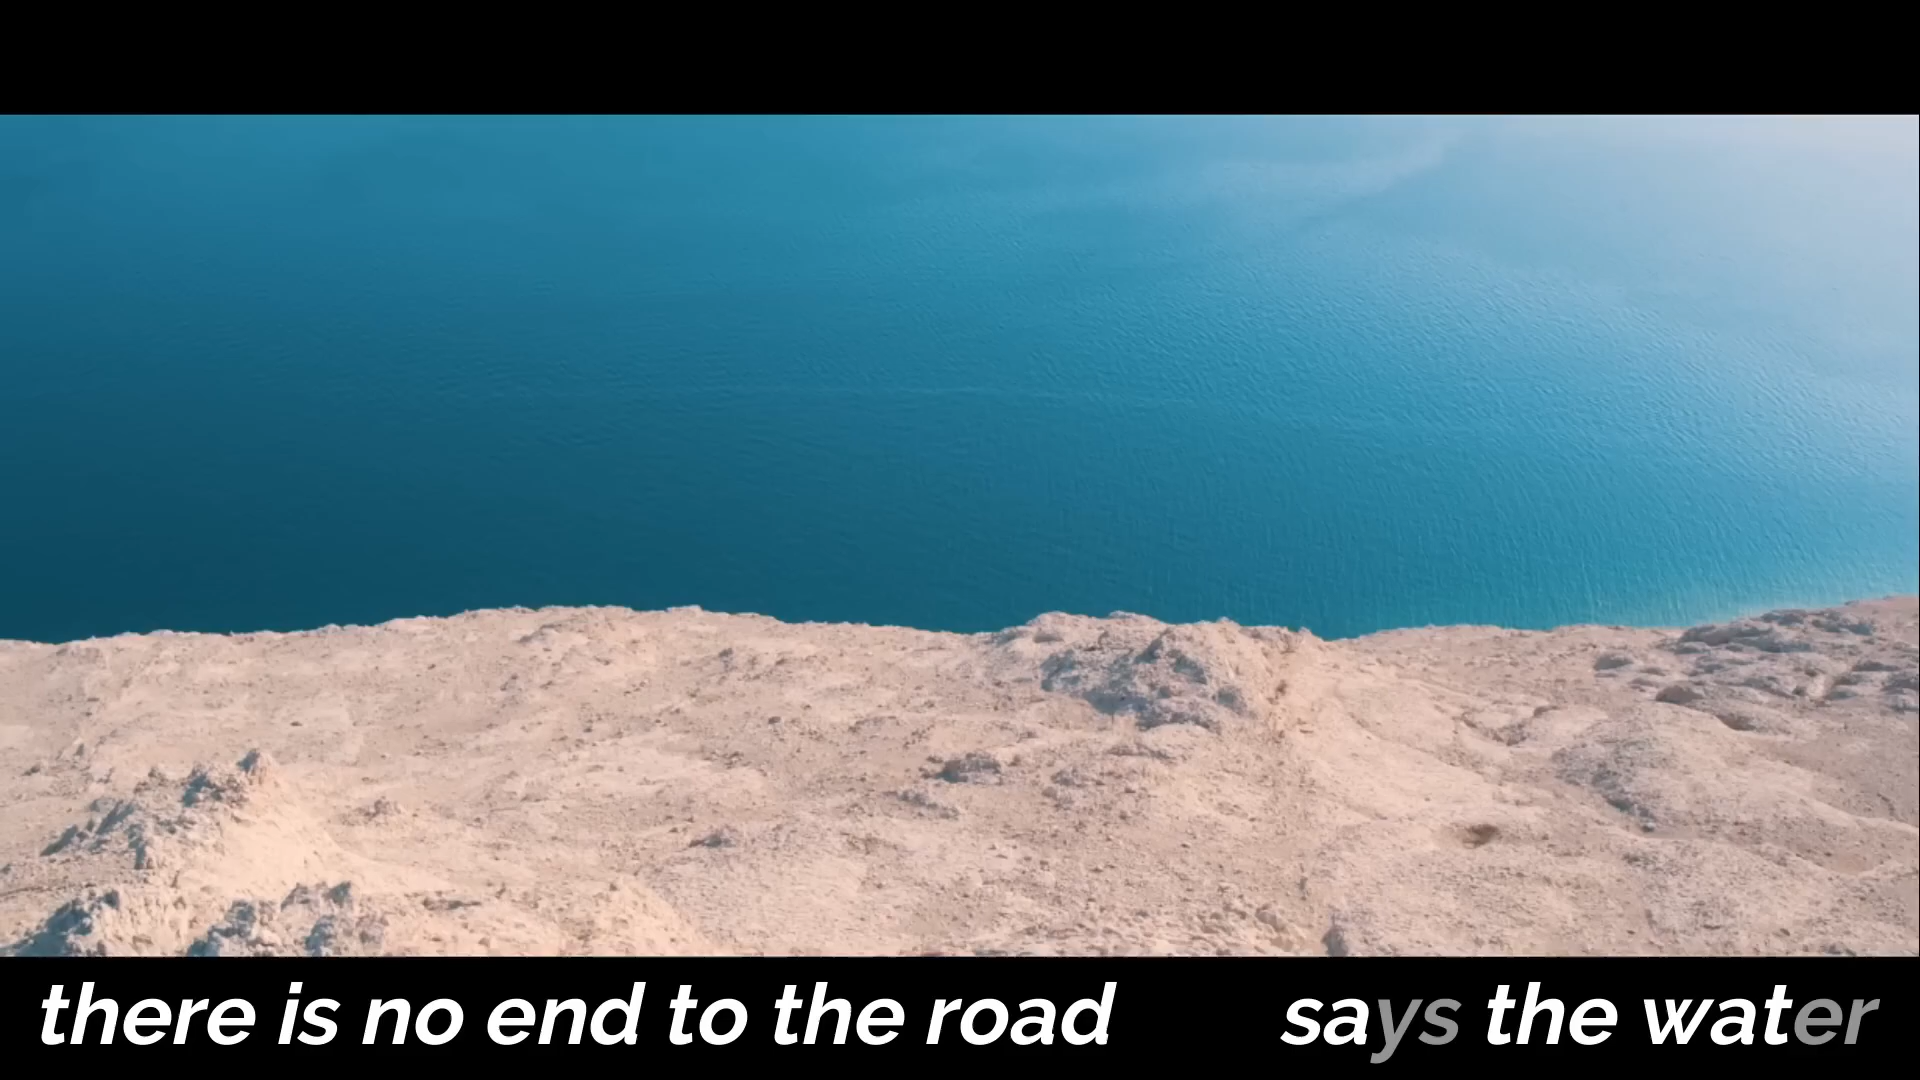 there is no end to the road says the water